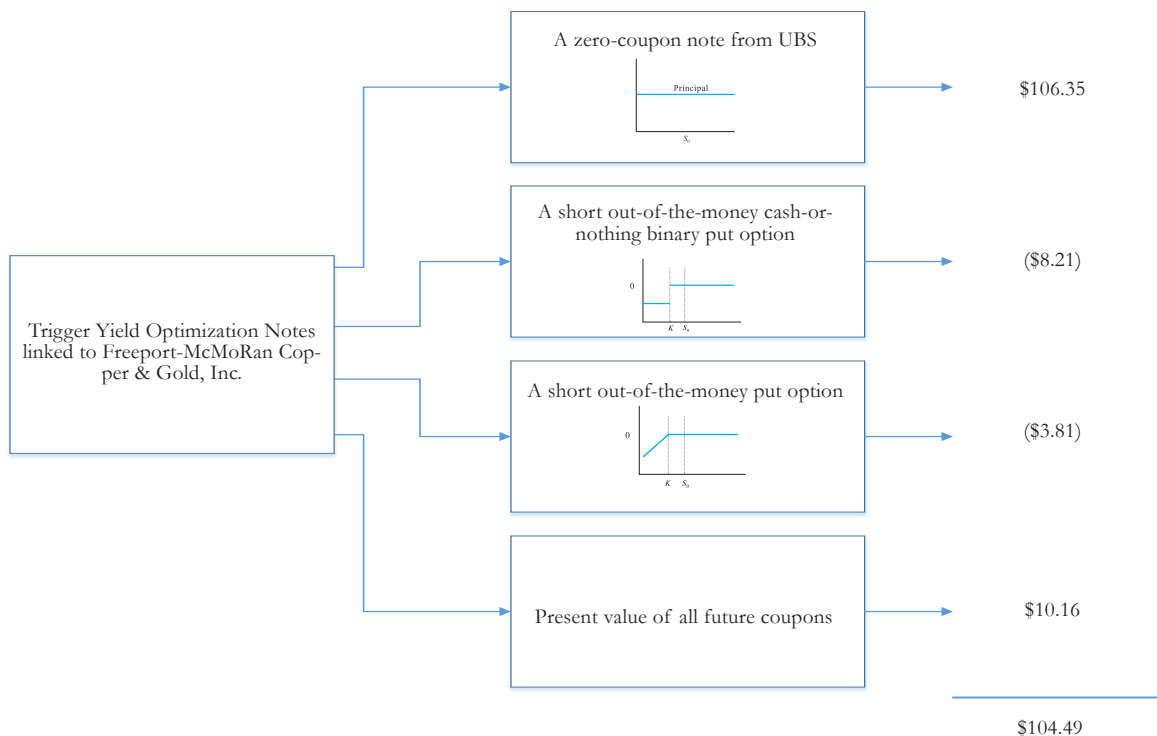 A zero-coupon note from UBS
Principal
S₀
$106.35
A short out-of-the-money cash-or-
nothing binary put option
0
K
S₀
($8.21)
Trigger Yield Optimization Notes
linked to Freeport-McMoRan Cop-
per & Gold, Inc.
A short out-of-the-money put option
0
K
S₀
($3.81)
Present value of all future coupons
$10.16
$104.49